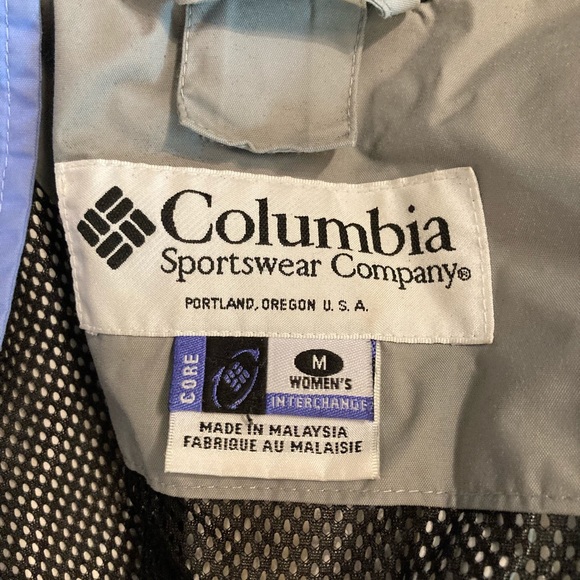 Columbia
Sportswear Company®
PORTLAND, OREGON U. S. A.
CORE
M
WOMEN'S
INTERCHANGE
MADE IN MALAYSIA
FABRIQUE AU MALAISIE